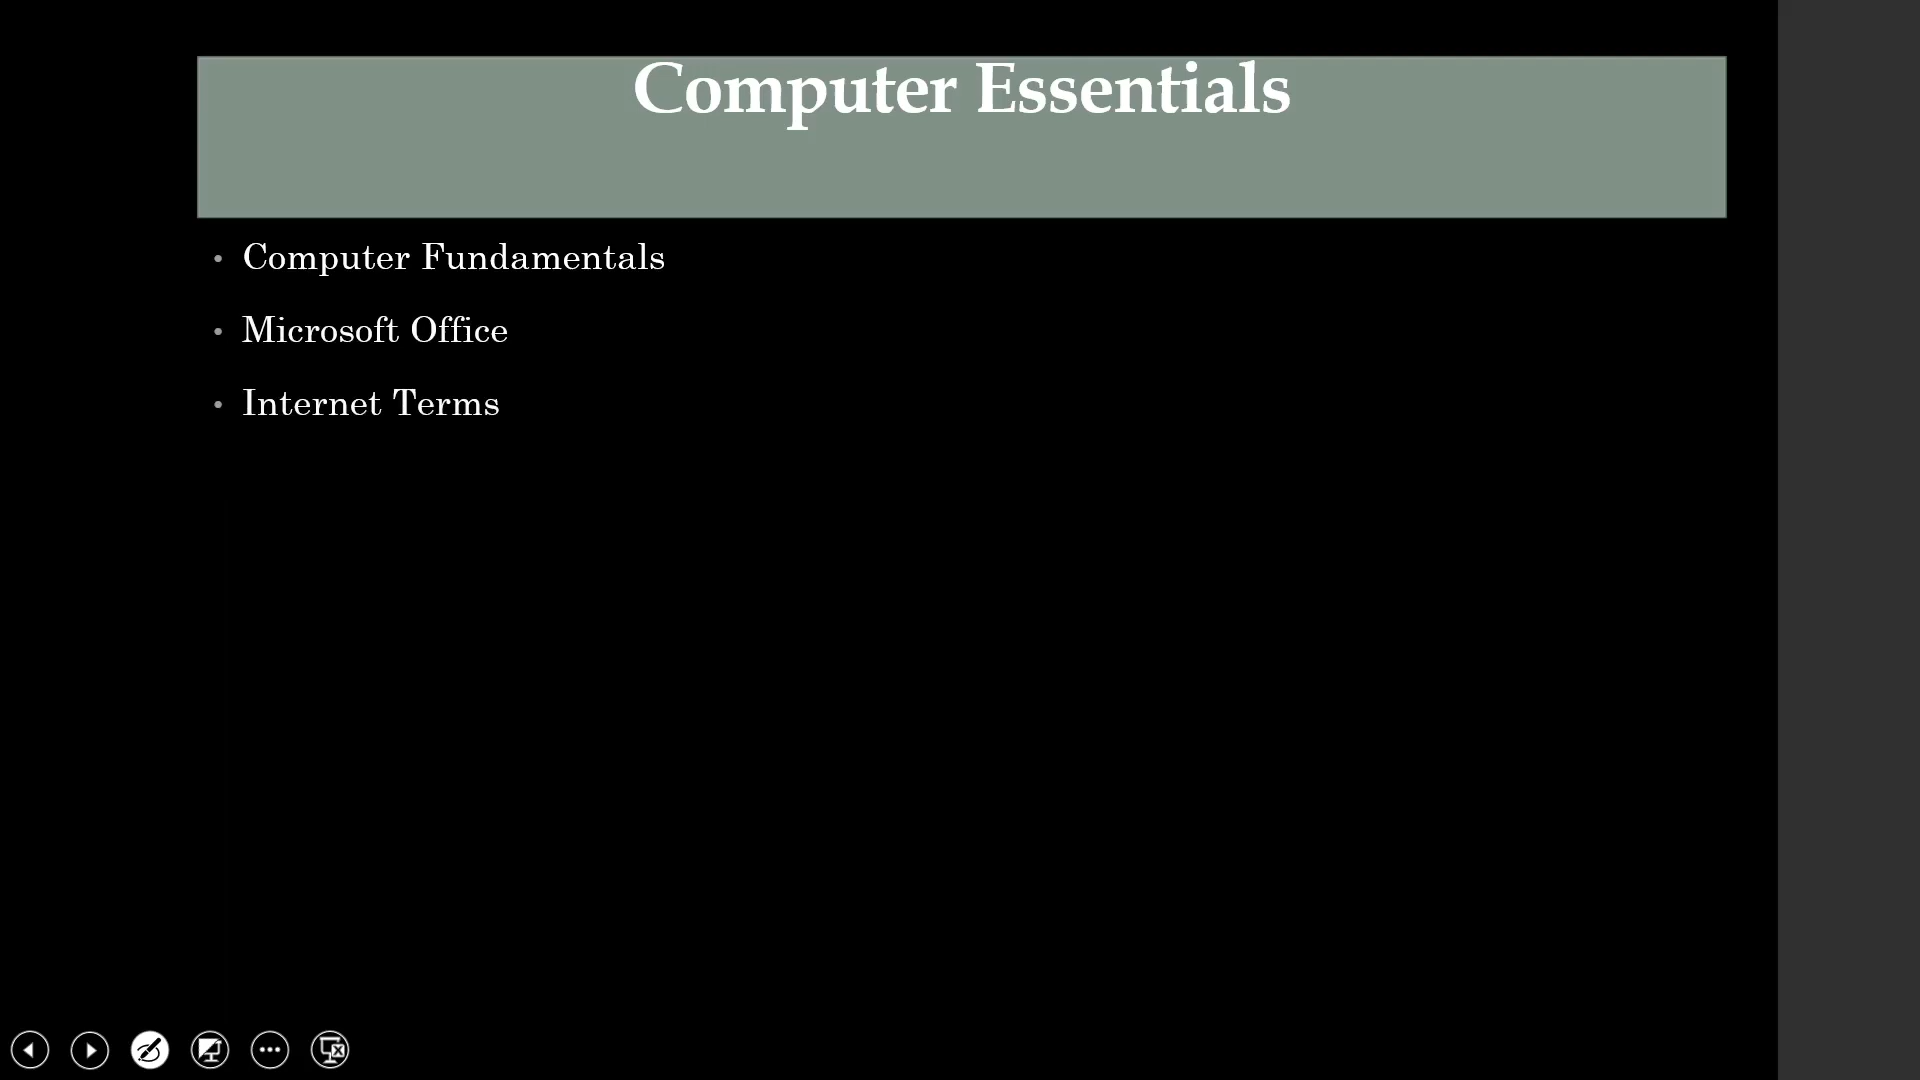 Computer Essentials
• Computer Fundamentals
• Microsoft Office
• Internet Terms